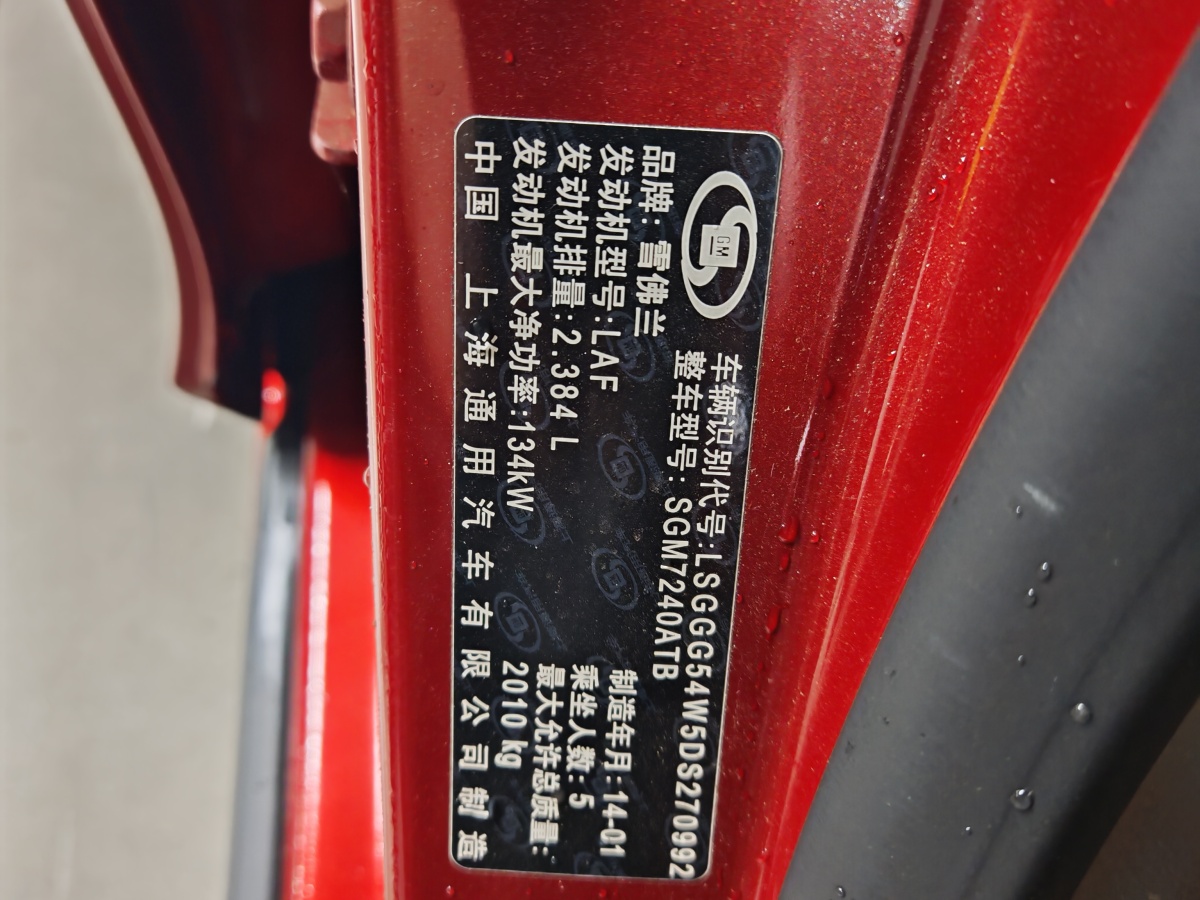 GM
车辆识别代号:LSGGG54W5DS270992
整车型号:SGM7240ATB
品牌:雪佛兰
发动机型号:LAF
制造年月:14-01
发动机排量:2.384 L
乘坐人数:5
发动机最大净功率:134kW
最大允许总质量:
2010 kg
中国 上海通用汽车有限公司制造